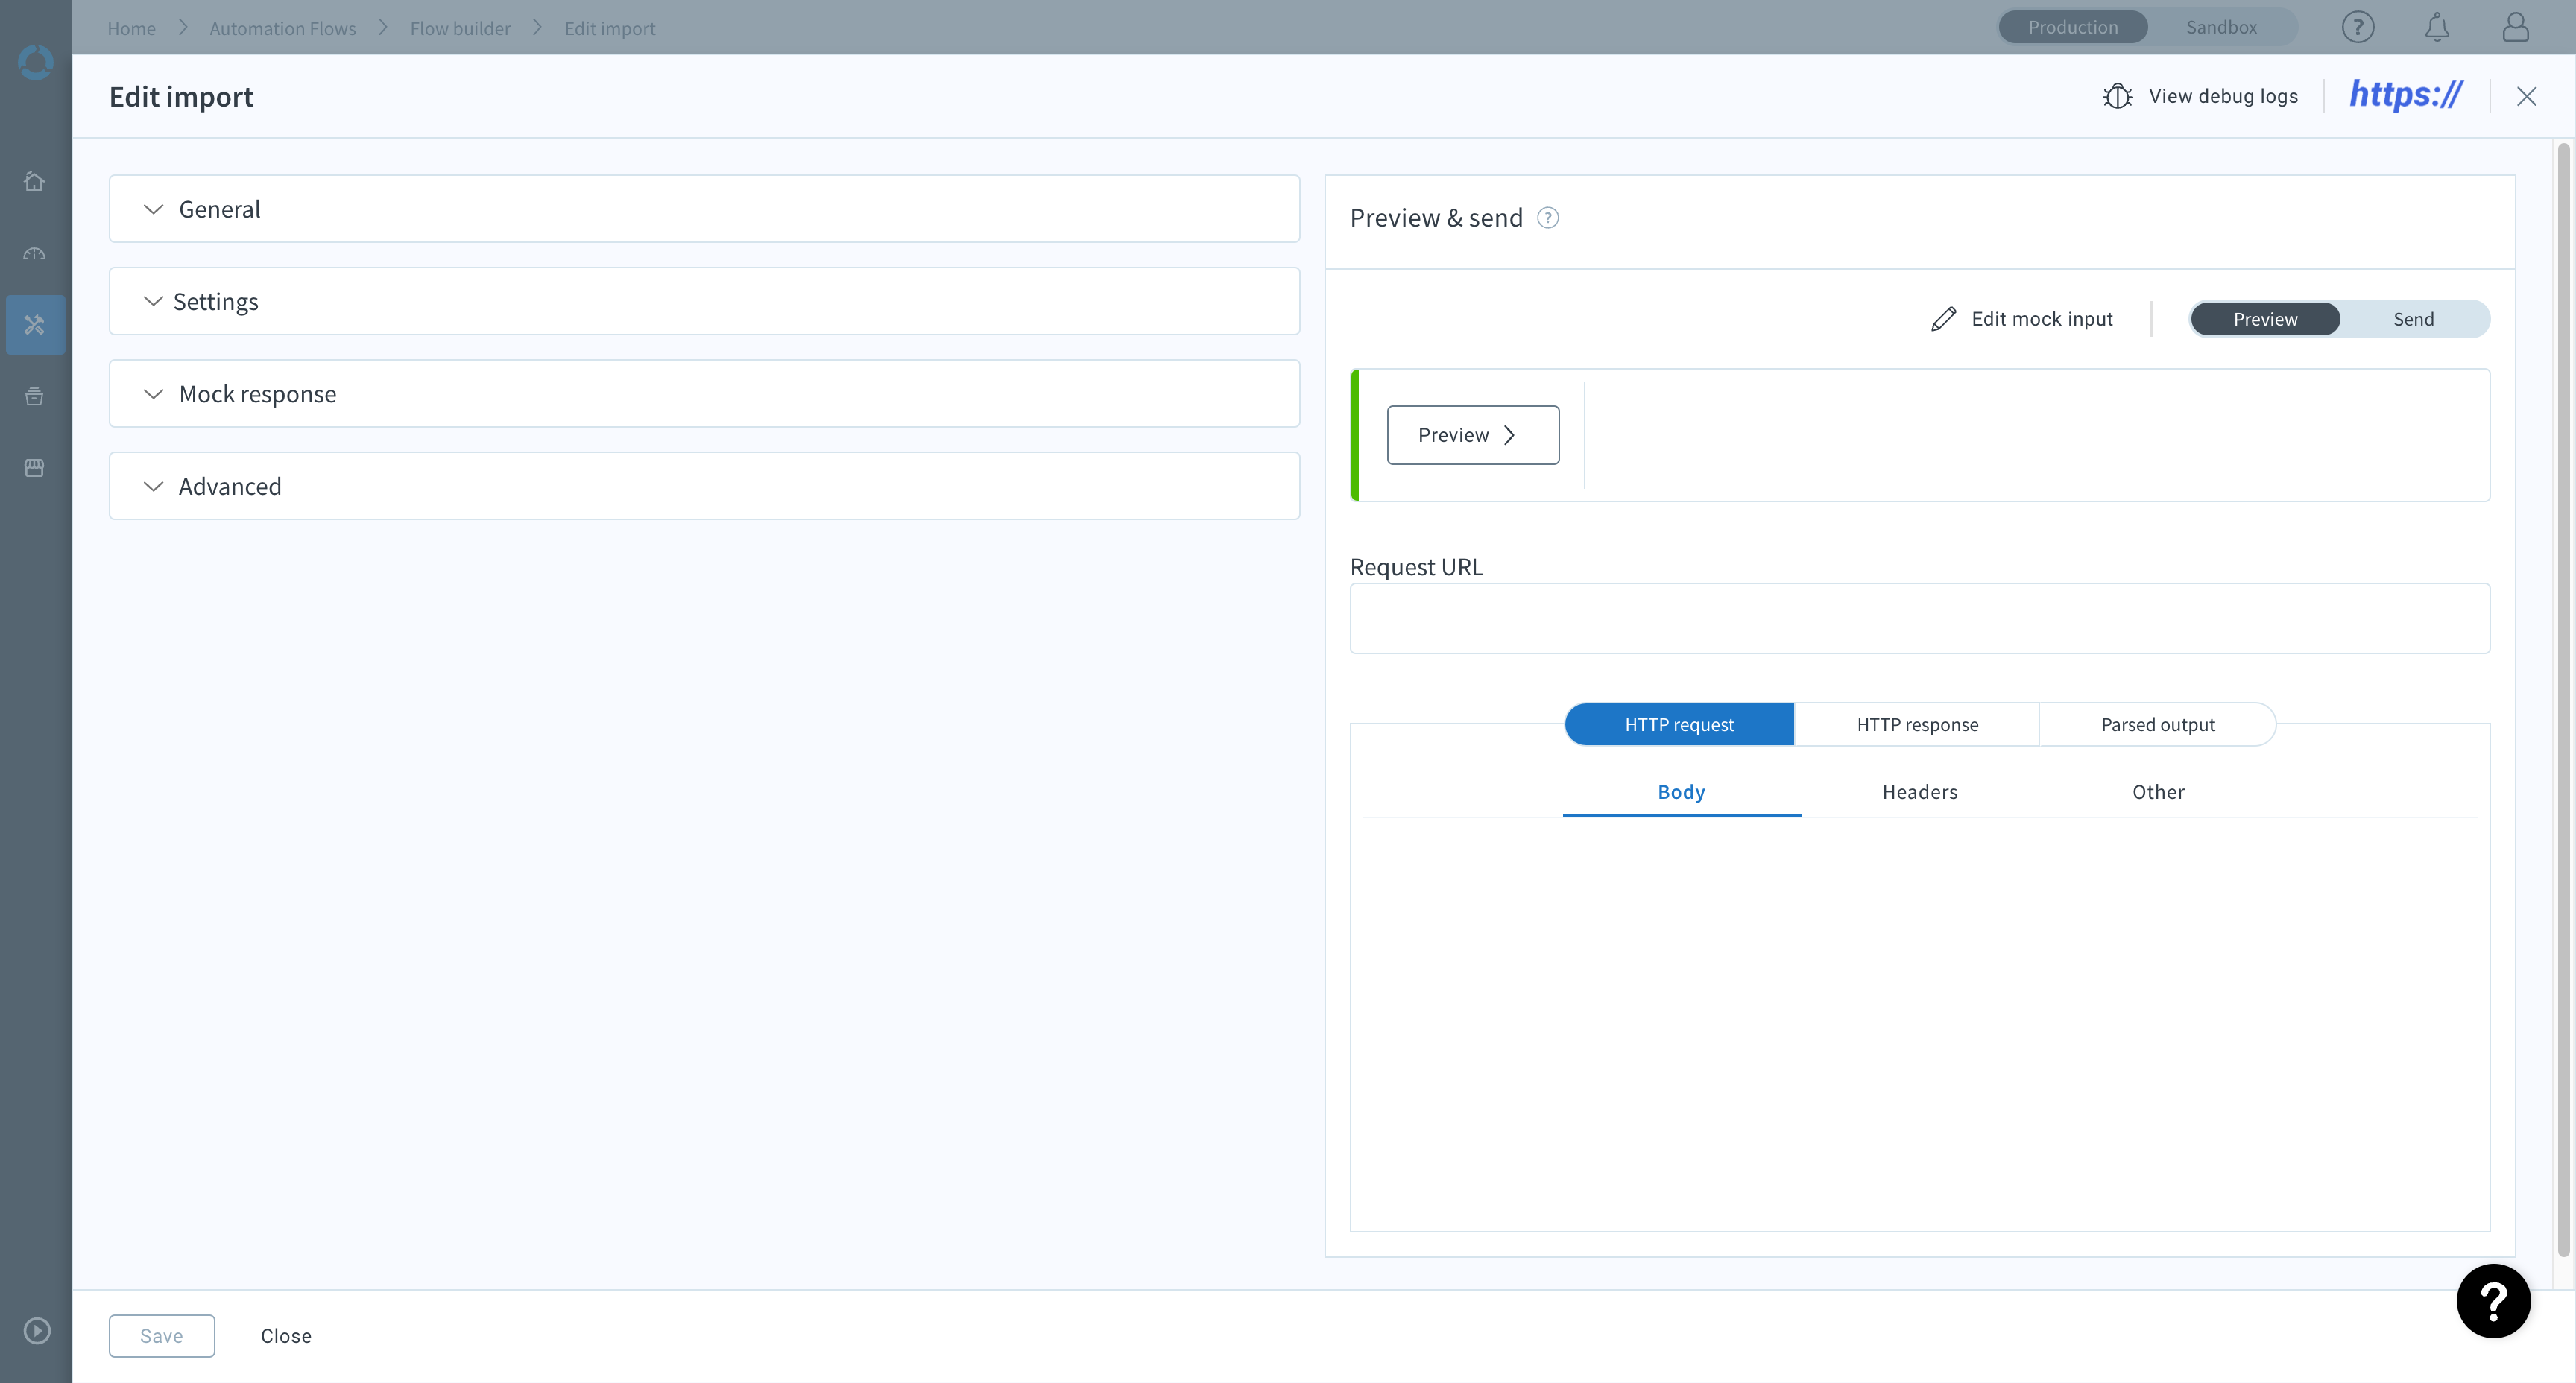 Home
Automation Flows
Flow builder
Edit import
Production
Sandbox
?
Edit import
View debug logs
https://
General
Settings
Mock response
Advanced
Preview & send
?
Edit mock input
Preview
Send
Preview
Request URL
HTTP request
HTTP response
Parsed output
Body
Headers
Other
Save
Close
?